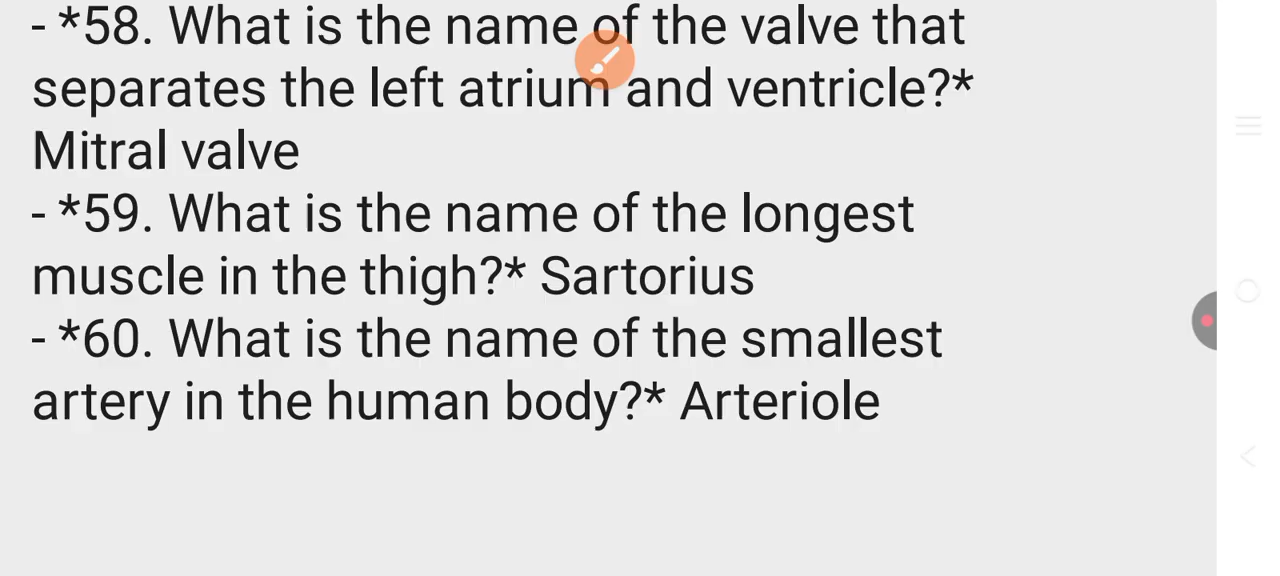 - *58. What is the name of the valve that
separates the left atrium and ventricle?*
Mitral valve
- *59. What is the name of the longest
muscle in the thigh?* Sartorius
- *60. What is the name of the smallest
artery in the human body?* Arteriole